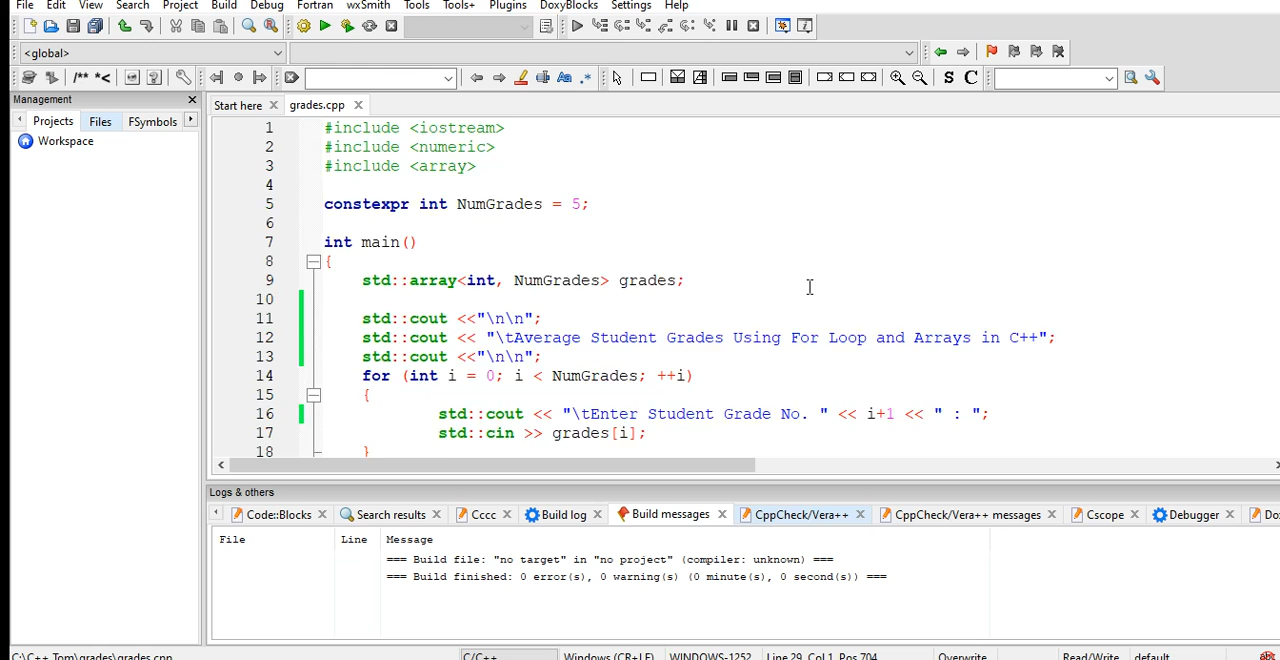 File Edit View Search Project Build Debug Fortran wxSmith Tools Tools+ Plugins DoxyBlocks Settings Help
<global>
/** *<
Aa .*
S C
Management
Projects Files FSymbols
Workspace
Start here grades.cpp
1 #include <iostream>
2 #include <numeric>
3 #include <array>
4
5 constexpr int NumGrades = 5;
6
7 int main()
8 {
9 std::array<int, NumGrades> grades;
10
11 std::cout <<"\n\n";
12 std::cout << "\tAverage Student Grades Using For Loop and Arrays in C++";
13 std::cout <<"\n\n";
14 for (int i = 0; i < NumGrades; ++i)
15 {
16 std::cout << "\tEnter Student Grade No. " << i+1 << " : ";
17 std::cin >> grades[i];
18 }
Logs & others
Code::Blocks Search results Cccc Build log Build messages CppCheck/Vera++ CppCheck/Vera++ messages Cscope Debugger
File Line Message
=== Build file: "no target" in "no project" (compiler: unknown) ===
=== Build finished: 0 error(s), 0 warning(s) (0 minute(s), 0 second(s)) ===
C:\C++ Tom\grades\grades.cpp C/C++ Windows (CR+LF) WINDOWS-1252 Line 29, Col 1, Pos 704 Overwrite Read/Write default